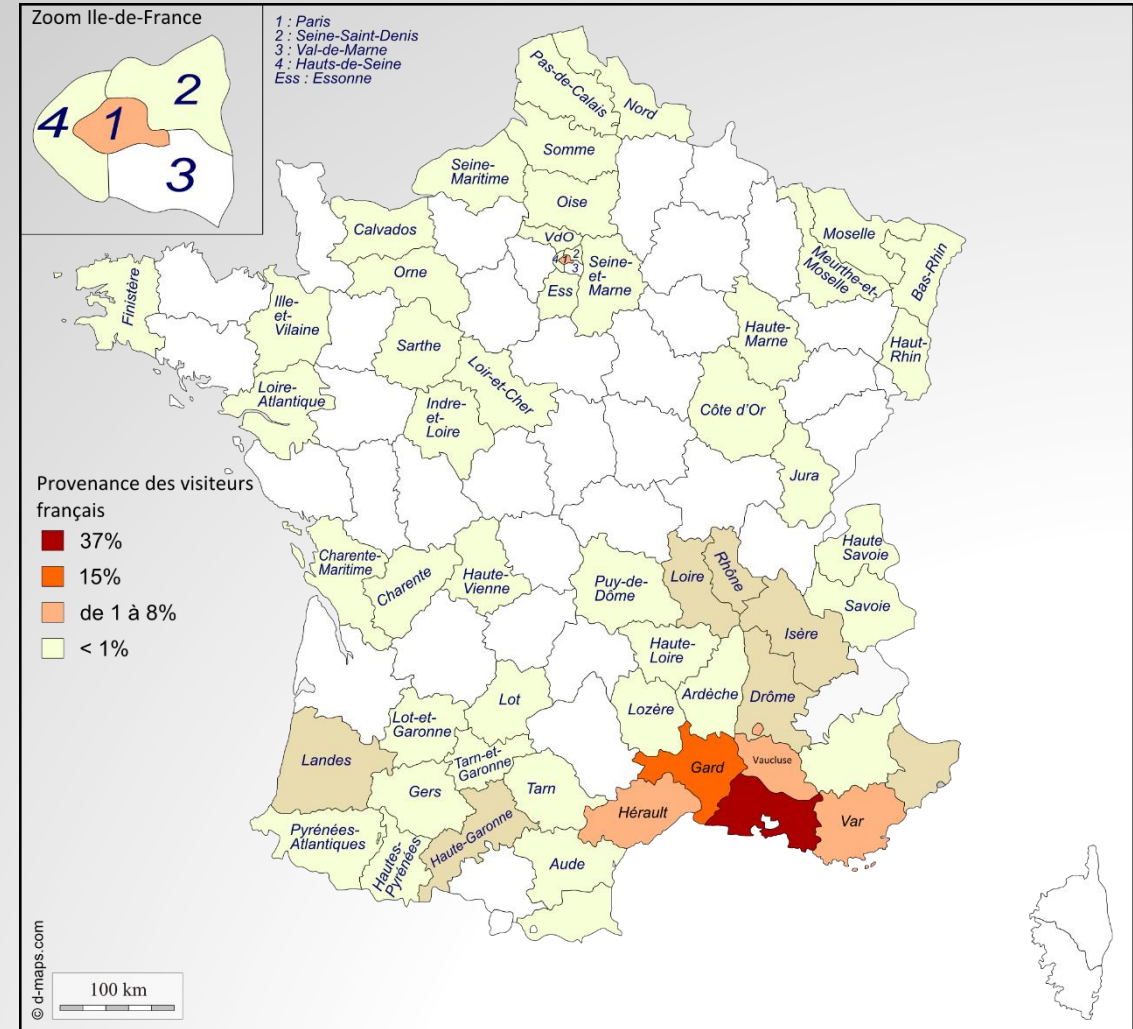 Zoom Ile-de-France
1 : Paris
2 : Seine-Saint-Denis
3 : Val-de-Marne
4 : Hauts-de-Seine
Ess : Essonne
2
4
1
3
Pas-de-Calais
Nord
Somme
Seine-
Maritime
Oise
Calvados
VdO
Moselle
Meurthe-et-
Moselle
Bas-Rhin
Orne
4
1
2
3
Seine-
et-
Marne
Ess
Finistère
Ille-
et-
Vilaine
Sarthe
Haute-
Marne
Haut-
Rhin
Loir-et-Cher
Loire-
Atlantique
Indre-
et-
Loire
Côte d'Or
Jura
Provenance des visiteurs
français
37%
15%
de 1 à 8%
< 1%
Charente-
Maritime
Charente
Haute-
Vienne
Puy-de-
Dôme
Loire
Rhône
Haute
Savoie
Savoie
Isère
Haute-
Loire
Ardèche
Drôme
Lozère
Lot
Lot-et-
Garonne
Tarn-et-
Garonne
Landes
Gers
Tarn
Gard
Vaucluse
Hérault
Var
Pyrénées-
Atlantiques
Hautes-
Pyrénées
Haute-Garonne
Aude
© d-maps.com
100 km